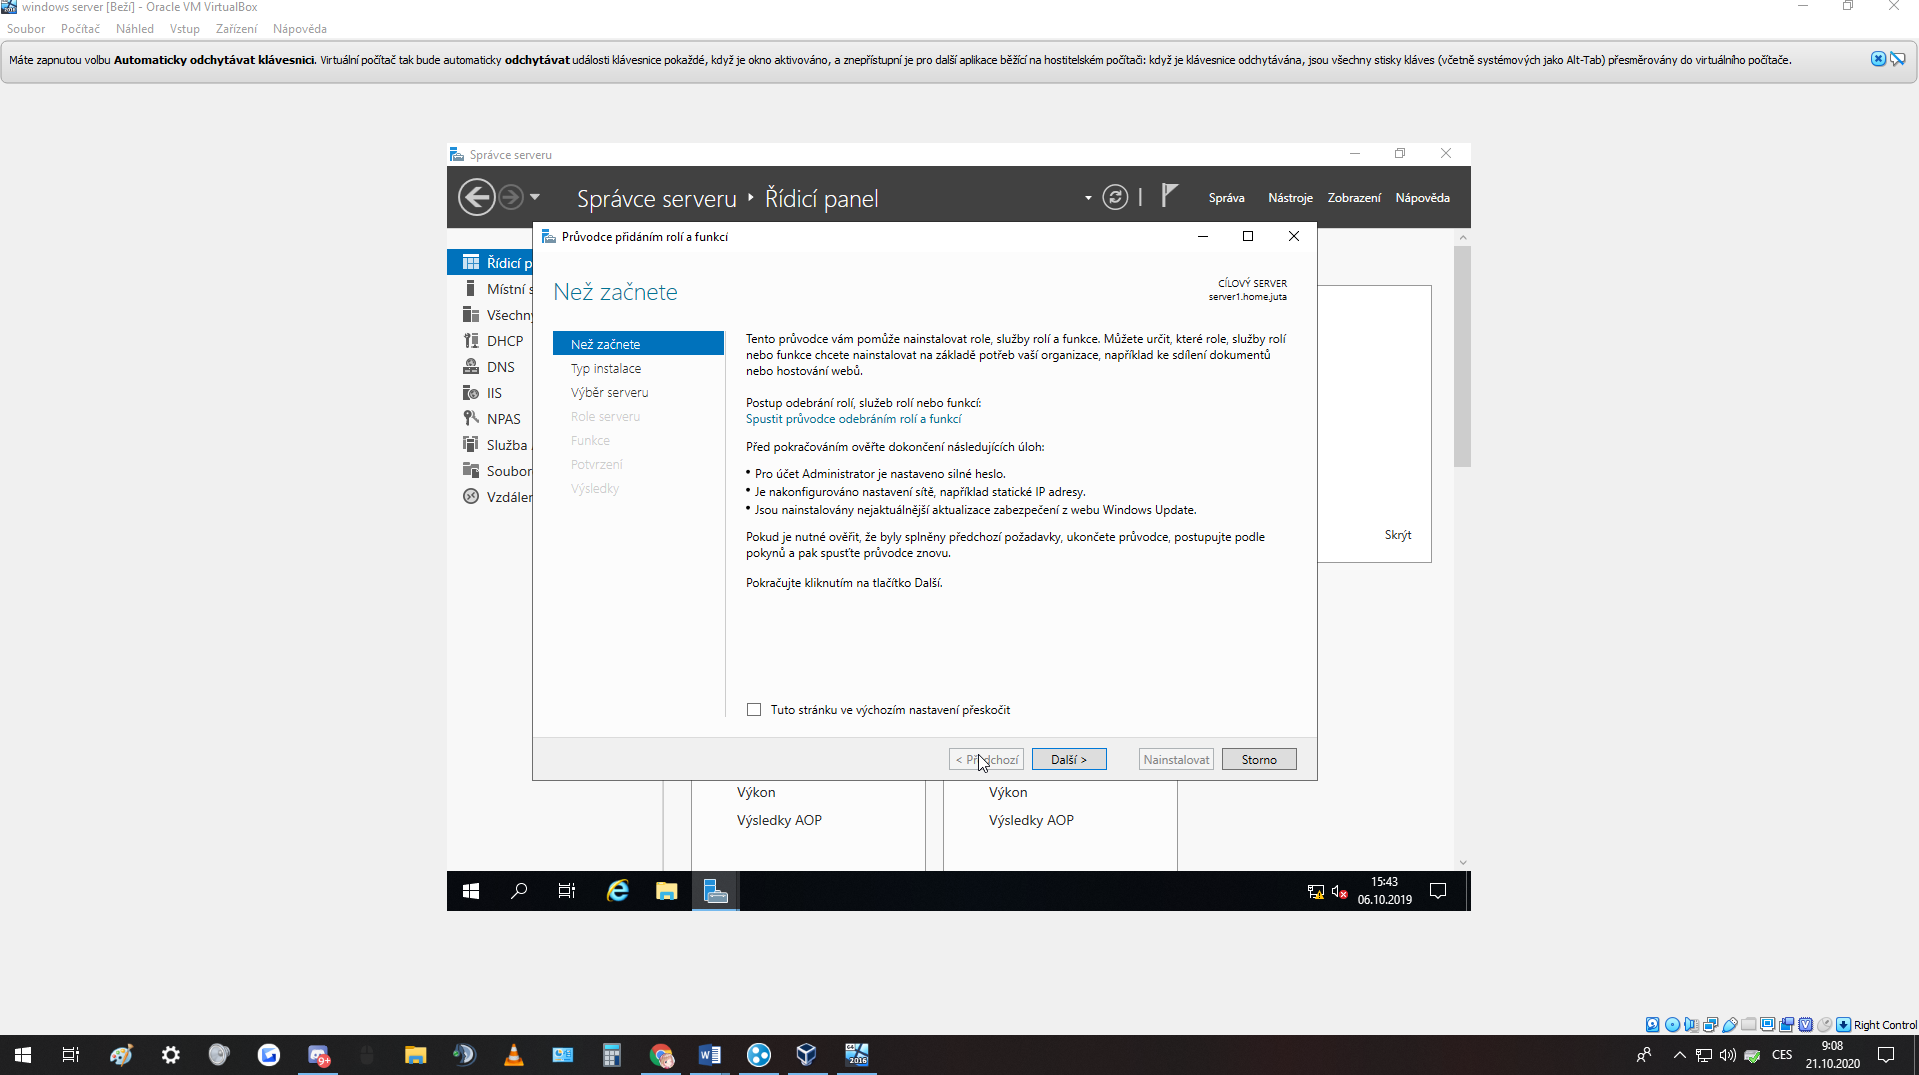 windows server [Beží] - Oracle VM VirtualBox
Soubor Počítač Náhled Vstup Zařízení Nápověda
Máte zapnutou volbu Automaticky odchytávat klávesnici. Virtuální počítač tak bude automaticky odchytávat události klávesnice pokaždé, když je okno aktivováno, a znepřístupní je pro další aplikace běžící na hostitelském počítači: když je klávesnice odchytávána, jsou všechny stisky kláves (včetně systémových jako Alt-Tab) přesměrovány do virtuálního počítače.
Správce serveru
Správce serveru Řídicí panel
Správa Nástroje Zobrazení Nápověda
Řídicí p
Místní s
Všechny
DHCP
DNS
IIS
NPAS
Služba
Soubor
Vzdálen
Průvodce přidáním rolí a funkcí
Než začnete
CÍLOVÝ SERVER
server1.home.juta
Než začnete
Typ instalace
Výběr serveru
Role serveru
Funkce
Potvrzení
Výsledky
Tento průvodce vám pomůže nainstalovat role, služby rolí a funkce. Můžete určit, které role, služby rolí
nebo funkce chcete nainstalovat na základě potřeb vaší organizace, například ke sdílení dokumentů
nebo hostování webů.
Postup odebrání rolí, služeb rolí nebo funkcí:
Spustit průvodce odebráním rolí a funkcí
Před pokračováním ověřte dokončení následujících úloh:
• Pro účet Administrator je nastaveno silné heslo.
• Je nakonfigurováno nastavení sítě, například statické IP adresy.
• Jsou nainstalovány nejaktuálnější aktualizace zabezpečení z webu Windows Update.
Pokud je nutné ověřit, že byly splněny předchozí požadavky, ukončete průvodce, postupujte podle
pokynů a pak spusťte průvodce znovu.
Pokračujte kliknutím na tlačítko Další.
Tuto stránku ve výchozím nastavení přeskočit
< Předchozí Další > Nainstalovat Storno
Skrýt
Výkon
Výsledky AOP
Výkon
Výsledky AOP
15:43
06.10.2019
Right Control
9+
2016
CES
9:08
21.10.2020